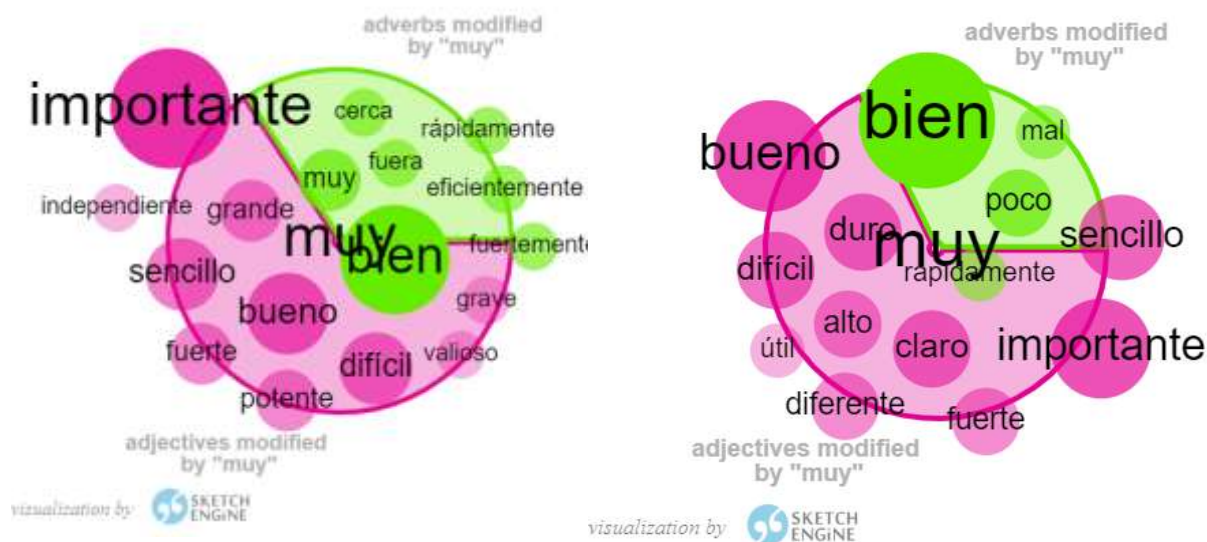 adverbs modified
by "muy"
importante
cerca
rápidamente
fuera
muy
eficientemente
independiente
grande
muy
bien
fuertemente
sencillo
grave
bueno
fuerte
difícil
valioso
potente
adjectives modified
by "muy"
visualization by
SKETCH
ENGINE
adverbs modified
by "muy"
bien
mal
bueno
poco
duro
muy
sencillo
difícil
rápidamente
alto
claro
importante
útil
diferente
fuerte
adjectives modified
by "muy"
visualization by
SKETCH
ENGINE